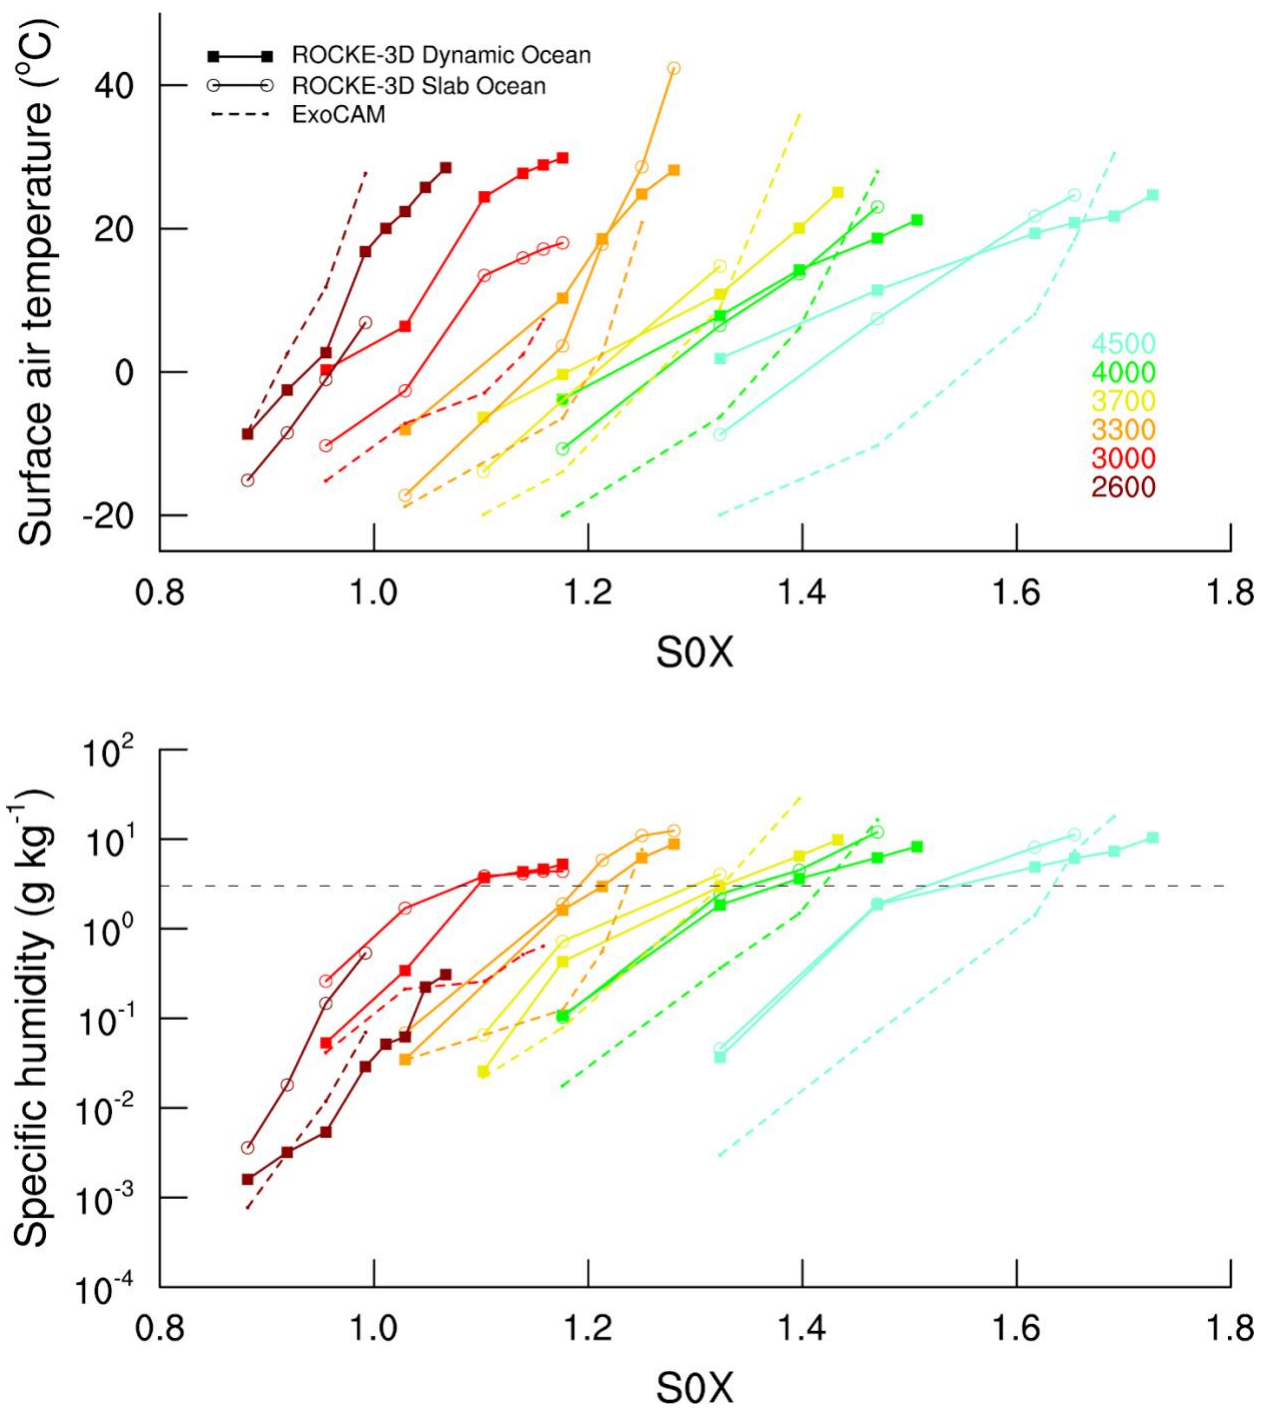 Surface air temperature (°C)
40
20
0
-20
ROCKE-3D Dynamic Ocean
ROCKE-3D Slab Ocean
ExoCAM
4500
4000
3700
3300
3000
2600
0.8 1.0 1.2 1.4 1.6 1.8
S0X
Specific humidity (g kg⁻¹)
10²
10¹
10⁰
10⁻¹
10⁻²
10⁻³
10⁻⁴
0.8 1.0 1.2 1.4 1.6 1.8
S0X